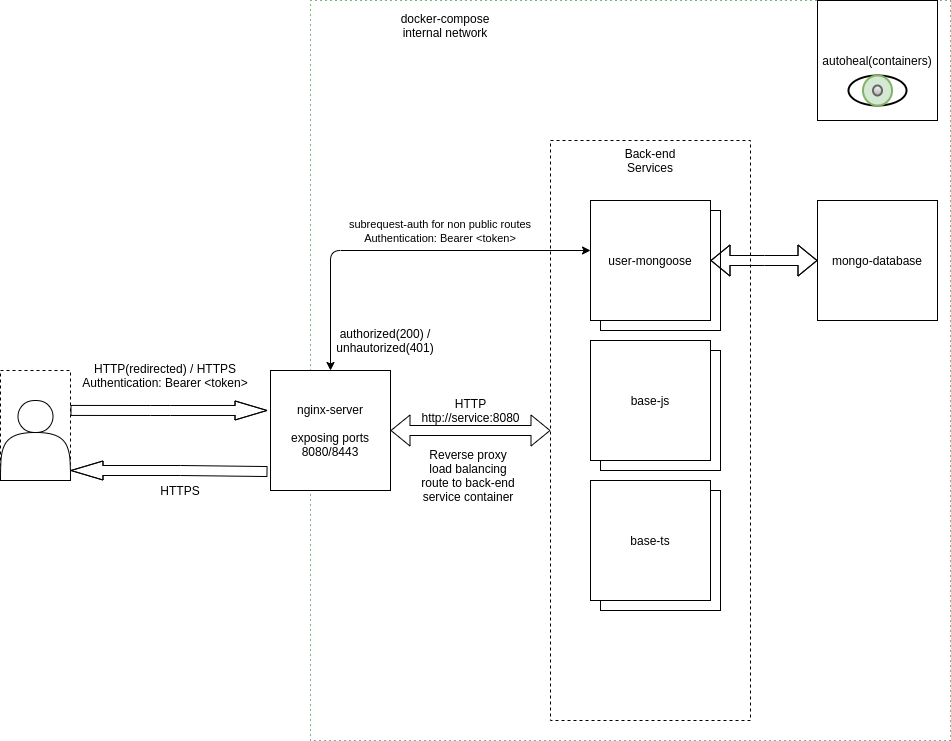 docker-compose
internal network
autoheal(containers)
Back-end
Services
subrequest-auth for non public routes
Authentication: Bearer <token>
user-mongoose
mongo-database
authorized(200) /
unhautorized(401)
HTTP(redirected) / HTTPS
Authentication: Bearer <token>
nginx-server
exposing ports
8080/8443
HTTP
http://service:8080
Reverse proxy
load balancing
route to back-end
service container
HTTPS
base-js
base-ts